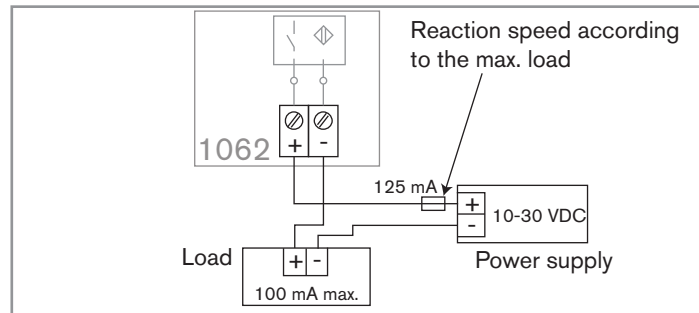 Reaction speed according
to the max. load
+ -
1062
125 mA
+
10-30 VDC
-
Load
+ -
Power supply
100 mA max.